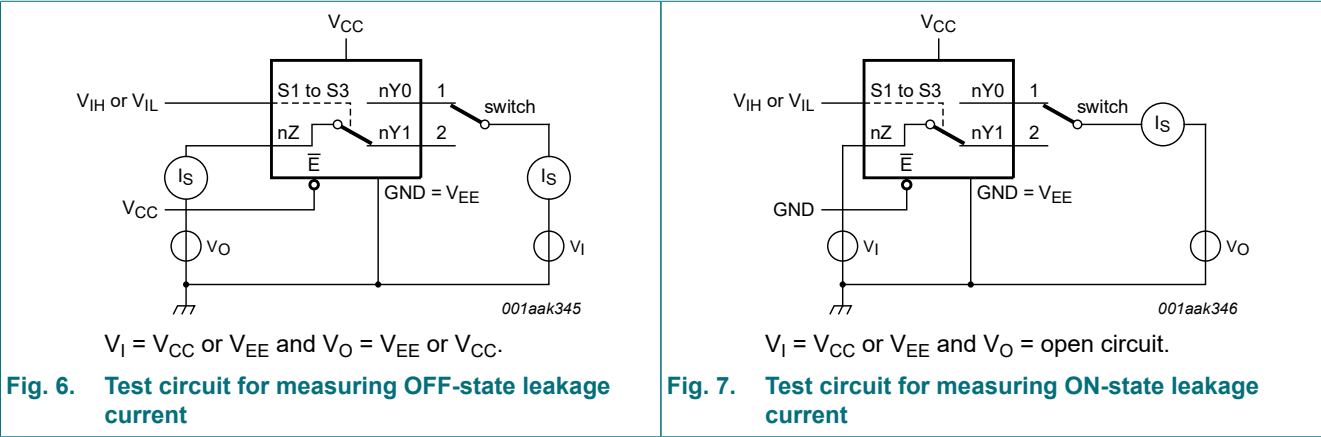 VCC
VIH or VIL
S1 to S3
nY0
1
switch
nZ
nY1
2
E
IS
IS
VCC
GND = VEE
VO
VI
001aak345
VI = VCC or VEE and VO = VEE or VCC.
Fig. 6. Test circuit for measuring OFF-state leakage
current
VCC
VIH or VIL
S1 to S3
nY0
1
switch
IS
nZ
nY1
2
E
GND
GND = VEE
VI
VO
001aak346
VI = VCC or VEE and VO = open circuit.
Fig. 7. Test circuit for measuring ON-state leakage
current